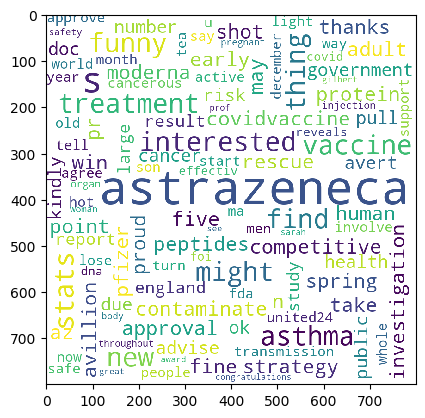 0
100
200
300
400
500
600
700
0 100 200 300 400 500 600 700
approve
safety
number
u
say
tea
pregnant
light
way
december
covid
gilbert
thanks
doc
funny
shot
adult
world
month
early
may
thing
government
year
cancerous
moderna
active
s
risk
protein
support
treatment
prof
injection
reveals
old
pr
large
result
covidvaccine
pull
tell
win
interested
vaccine
kindly
agree
cancer
start
rescue
avert
son
effectiv
hot
organ
woman
astrazeneca
point
proud
five
ma
men
find
human
sarah
see
involve
report
stats
pfizer
peptides
competitive
lose
dna
turn
foi
might
study
health
investigation
due
england
fda
spring
az
avillion
body
contaminate
n
take
approval
ok
united24
public
whole
now
throughout
new
asthma
safe
great
award
advise
transmission
people
fine
strategy
congratulations